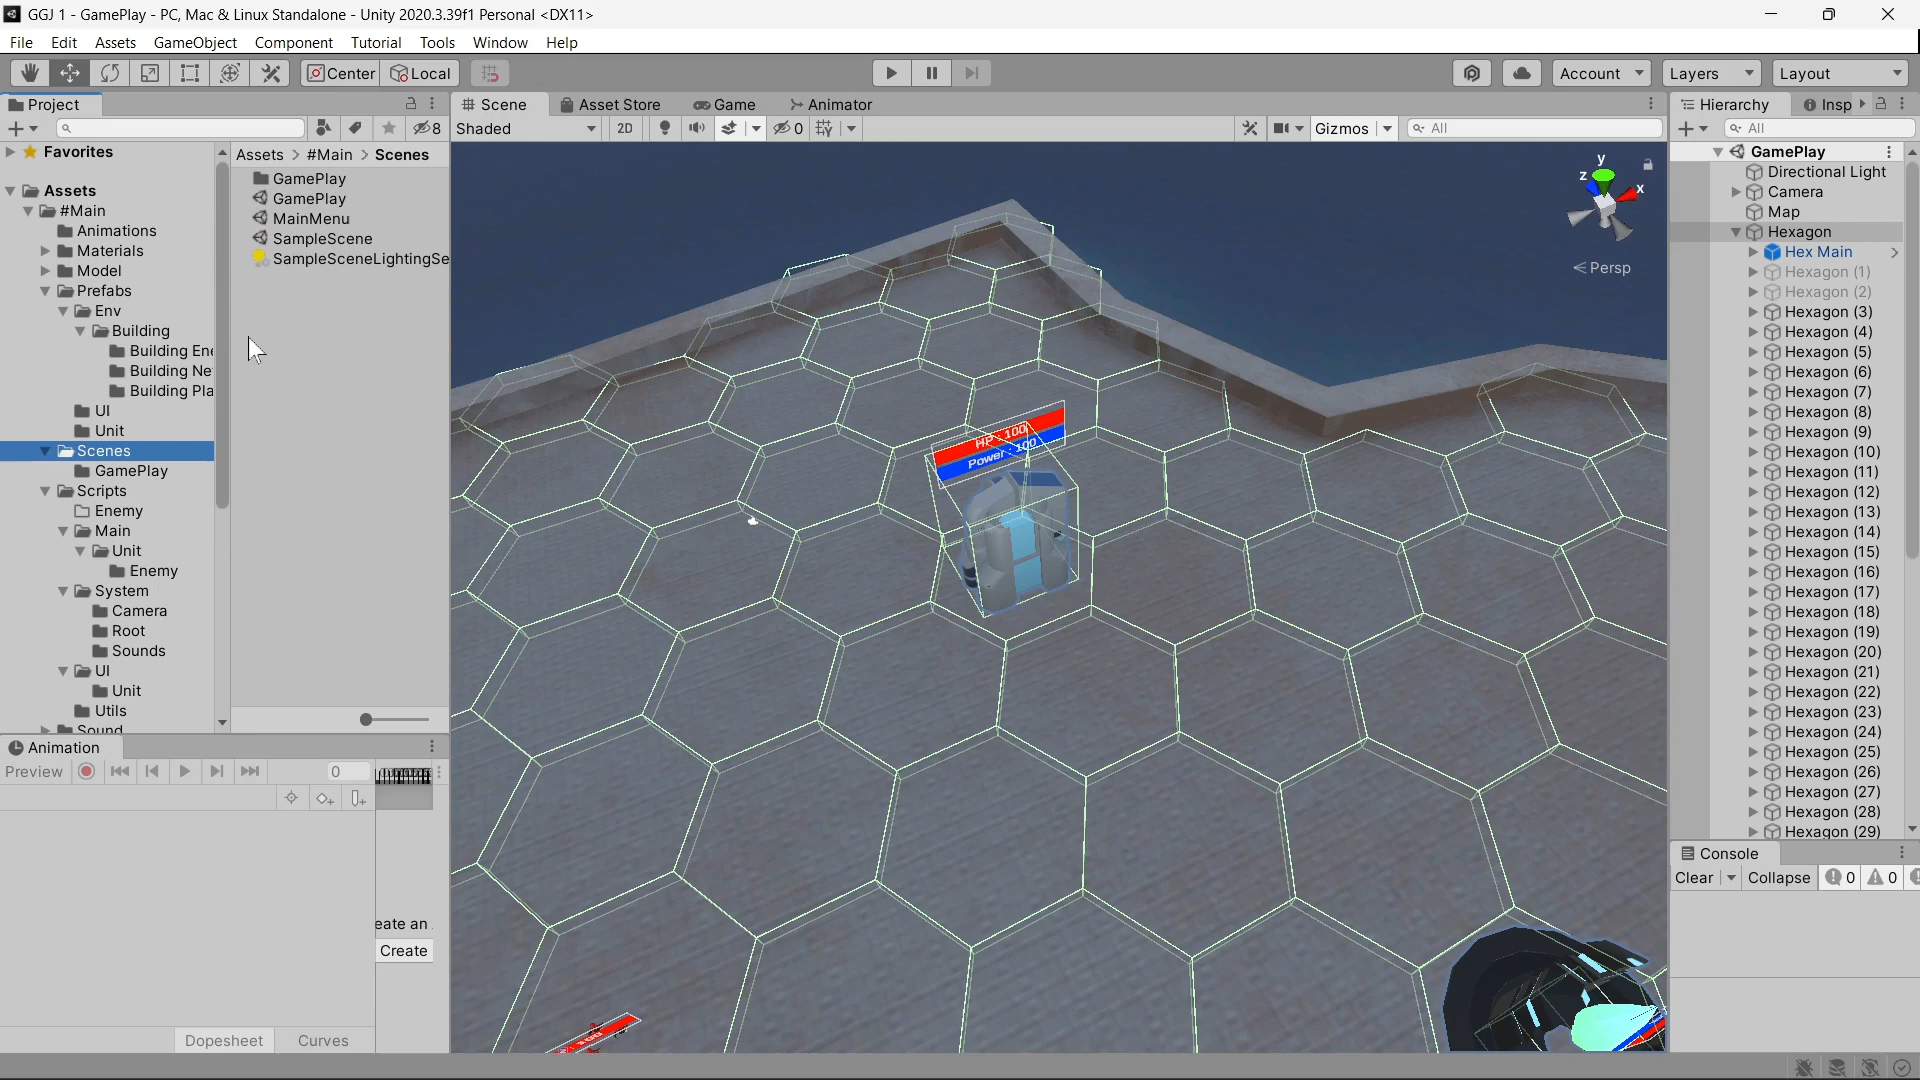 GGJ 1 - GamePlay - PC, Mac & Linux Standalone - Unity 2020.3.39f1 Personal <DX11>
File Edit Assets GameObject Component Tutorial Tools Window Help
Center Local Account Layers Layout
Project
8
Favorites
Assets
#Main
Animations
Materials
Model
Prefabs
Env
Building
Building Ene
Building Ne
Building Pla
UI
Unit
Scenes
GamePlay
Scripts
Enemy
Main
Unit
Enemy
System
Camera
Root
Sounds
UI
Unit
Utils
Sound
Assets > #Main > Scenes
GamePlay
GamePlay
MainMenu
SampleScene
SampleSceneLightingSe
Animation
Preview 0
eate an
Create
Dopesheet Curves
Scene Asset Store Game Animator
Shaded 2D 0 Gizmos All
y
z x
Persp
HP : 100
Power : 100
Hierarchy Insp
All
GamePlay
Directional Light
Camera
Map
Hexagon
Hex Main
Hexagon (1)
Hexagon (2)
Hexagon (3)
Hexagon (4)
Hexagon (5)
Hexagon (6)
Hexagon (7)
Hexagon (8)
Hexagon (9)
Hexagon (10)
Hexagon (11)
Hexagon (12)
Hexagon (13)
Hexagon (14)
Hexagon (15)
Hexagon (16)
Hexagon (17)
Hexagon (18)
Hexagon (19)
Hexagon (20)
Hexagon (21)
Hexagon (22)
Hexagon (23)
Hexagon (24)
Hexagon (25)
Hexagon (26)
Hexagon (27)
Hexagon (28)
Hexagon (29)
Console
Clear Collapse 0 0